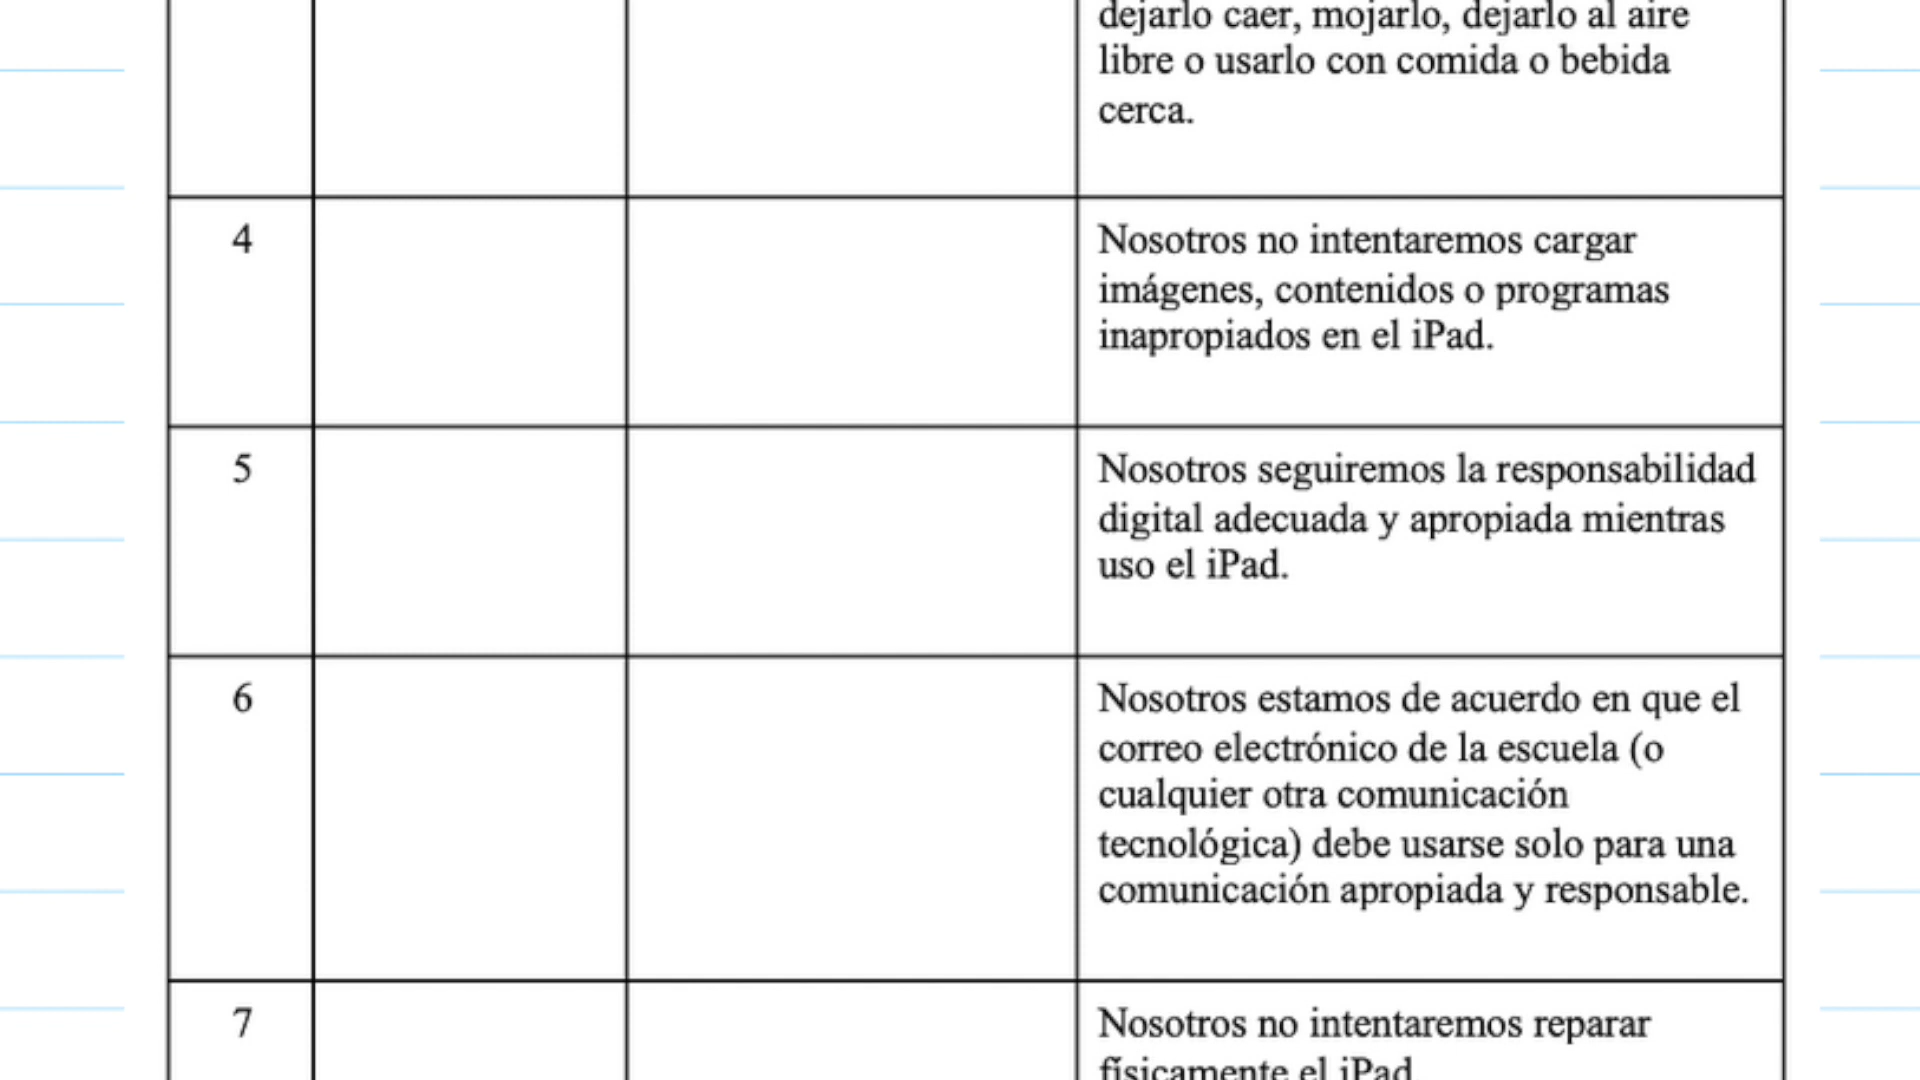 dejarlo caer, mojarlo, dejarlo al aire
libre o usarlo con comida o bebida
cerca.
4
Nosotros no intentaremos cargar
imágenes, contenidos o programas
inapropiados en el iPad.
5
Nosotros seguiremos la responsabilidad
digital adecuada y apropiada mientras
uso el iPad.
6
Nosotros estamos de acuerdo en que el
correo electrónico de la escuela (o
cualquier otra comunicación
tecnológica) debe usarse solo para una
comunicación apropiada y responsable.
7
Nosotros no intentaremos reparar
físicamente el iPad